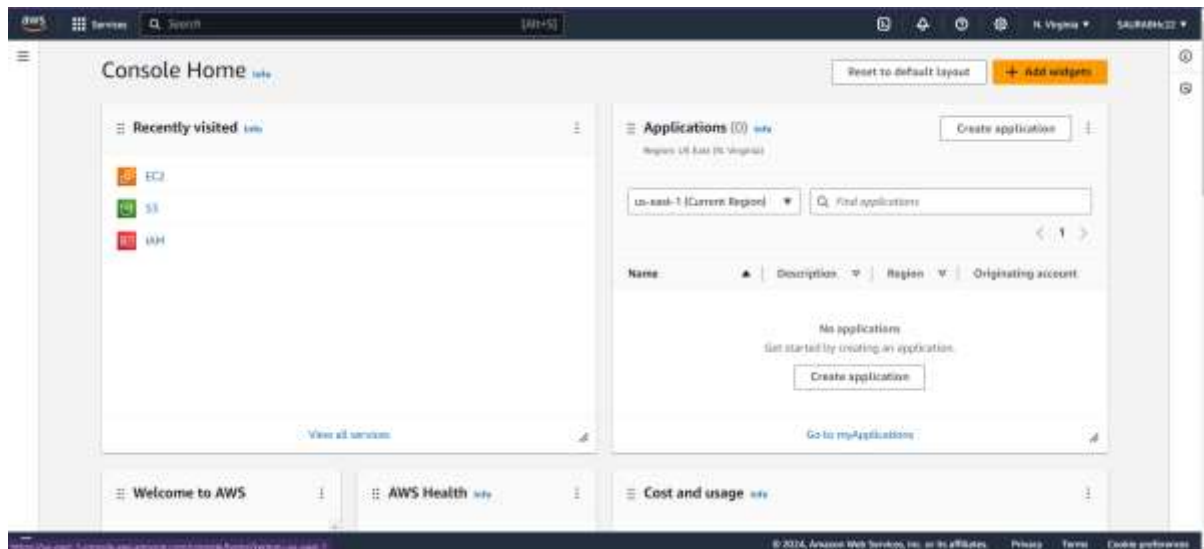 aws Services Search [Alt+S] N. Virginia
Console Home Info
Reset to default layout
+ Add widgets
Recently visited Info
EC2
S3
IAM
View all services
Applications (0) Info
Create application
Region: US East (N. Virginia)
us-east-1 (Current Region)
Find applications
1
Name Description Region Originating account
No applications
Get started by creating an application.
Create application
Go to myApplications
Welcome to AWS
AWS Health Info
Cost and usage Info
© 2024, Amazon Web Services, Inc. or its affiliates. Privacy Terms Cookie preferences